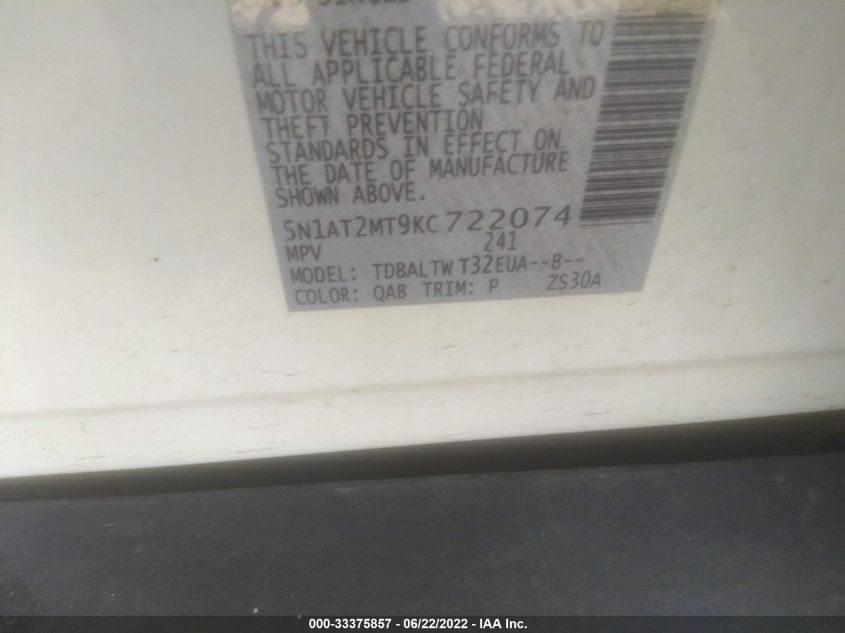 THIS VEHICLE CONFORMS TO
ALL APPLICABLE FEDERAL
MOTOR VEHICLE SAFETY AND
THEFT PREVENTION
STANDARDS IN EFFECT ON
THE DATE OF MANUFACTURE
SHOWN ABOVE.
5N1AT2MT9KC722074
MPV 241
MODEL: TDBALTW T32EUA--B--
COLOR: QAB TRIM: P ZS30A
000-33375857 - 06/22/2022 - IAA Inc.